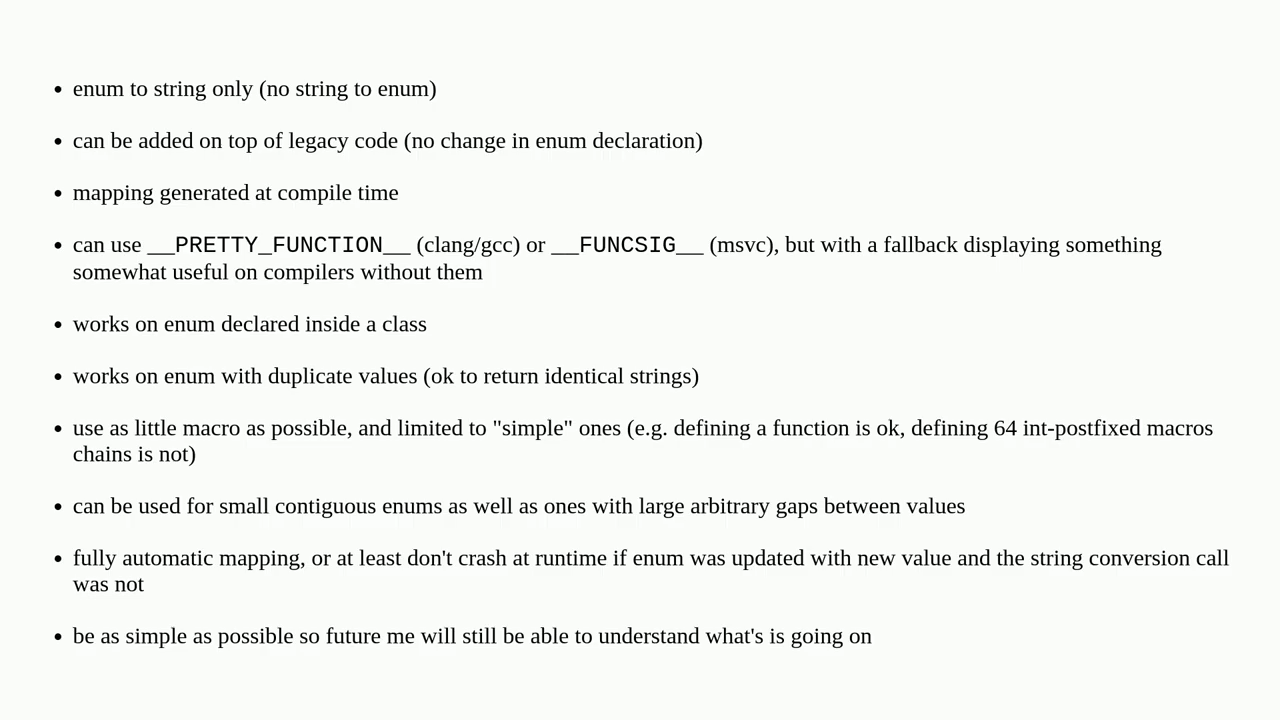 • enum to string only (no string to enum)
• can be added on top of legacy code (no change in enum declaration)
• mapping generated at compile time
• can use __PRETTY_FUNCTION__ (clang/gcc) or __FUNCSIG__ (msvc), but with a fallback displaying something
somewhat useful on compilers without them
• works on enum declared inside a class
• works on enum with duplicate values (ok to return identical strings)
• use as little macro as possible, and limited to "simple" ones (e.g. defining a function is ok, defining 64 int-postfixed macros
chains is not)
• can be used for small contiguous enums as well as ones with large arbitrary gaps between values
• fully automatic mapping, or at least don't crash at runtime if enum was updated with new value and the string conversion call
was not
• be as simple as possible so future me will still be able to understand what's is going on